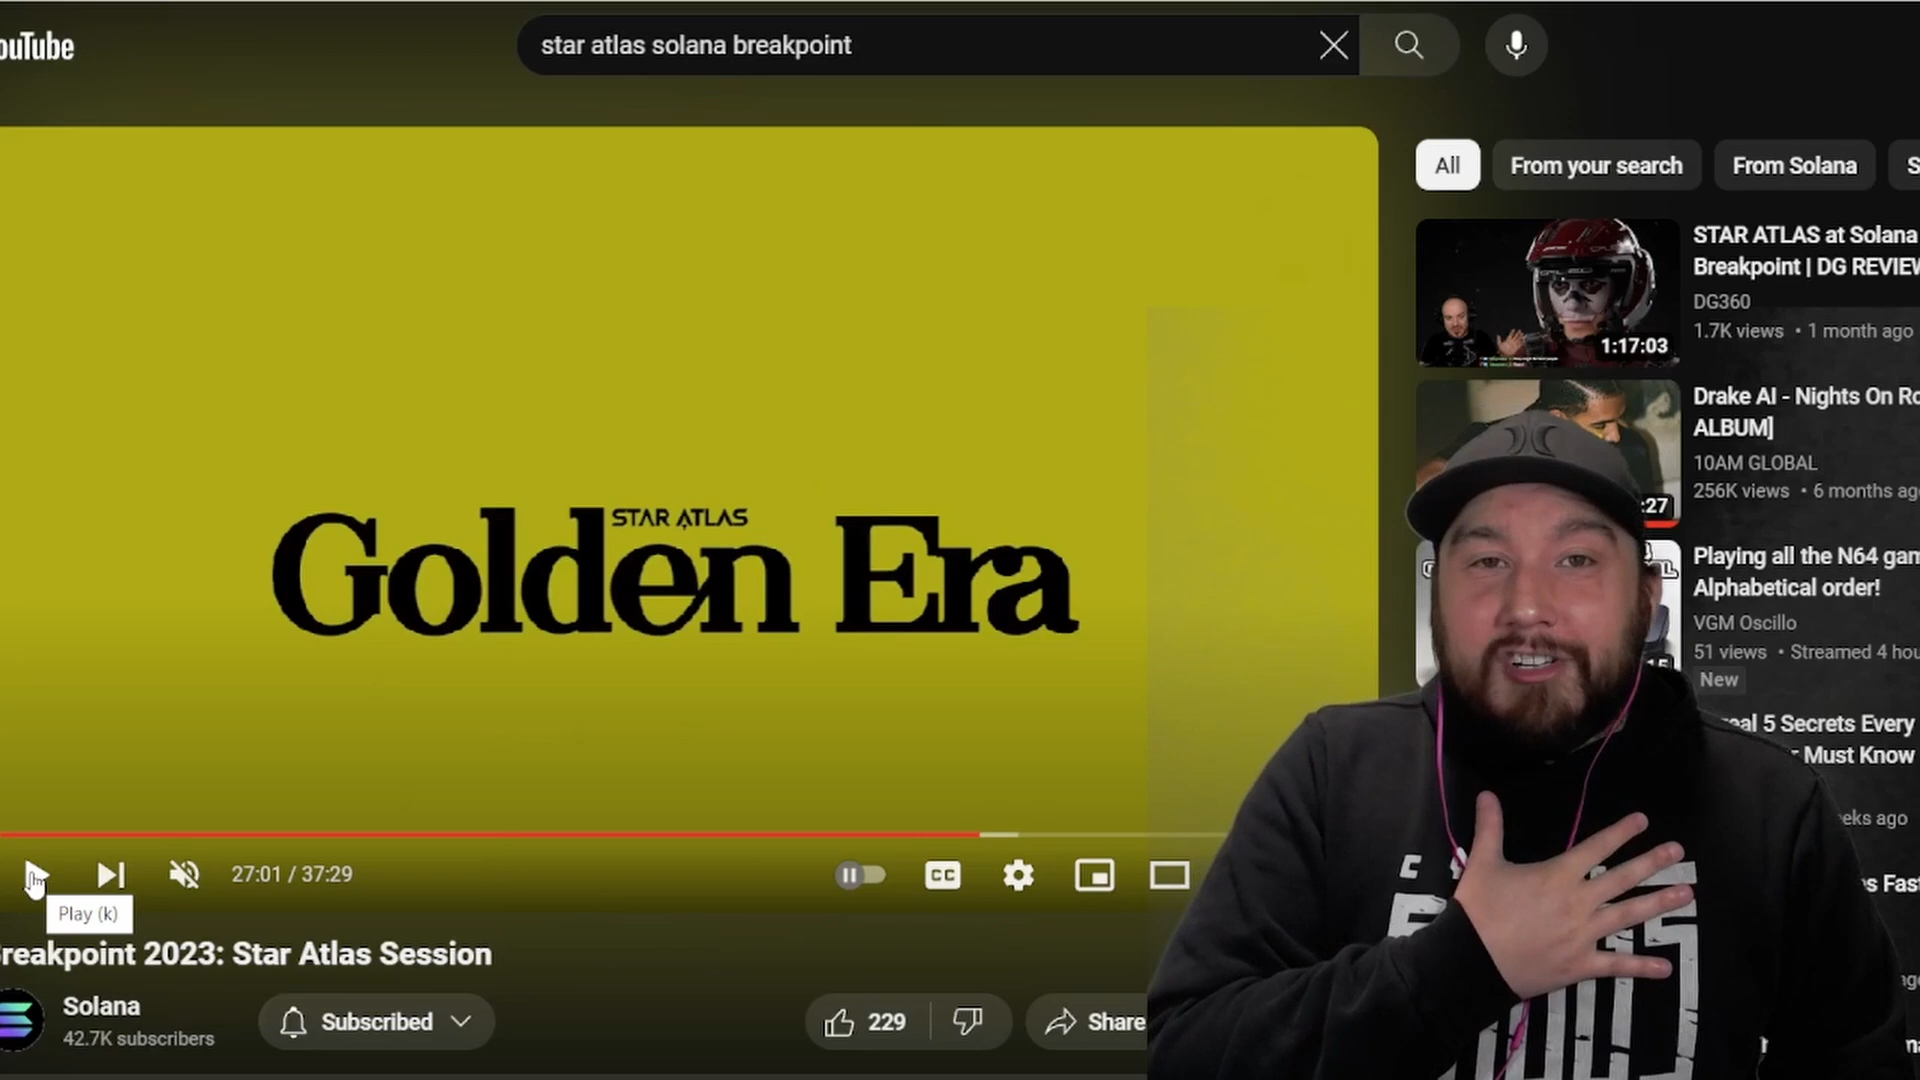 ouTube
star atlas solana breakpoint
All
From your search
From Solana
S
STAR ATLAS
Golden Era
STAR ATLAS at Solana
Breakpoint | DG REVIEW
DG360
1.7K views • 1 month ago
1:17:03
Drake AI - Nights On Ro
ALBUM]
10AM GLOBAL
256K views • 6 months ag
:27
Playing all the N64 gam
Alphabetical order!
VGM Oscillo
51 views • Streamed 4 hou
15
New
eal 5 Secrets Every
r Must Know
eks ago
s Fas
27:01 / 37:29
CC
Play (k)
reakpoint 2023: Star Atlas Session
Solana
42.7K subscribers
Subscribed
229
Share